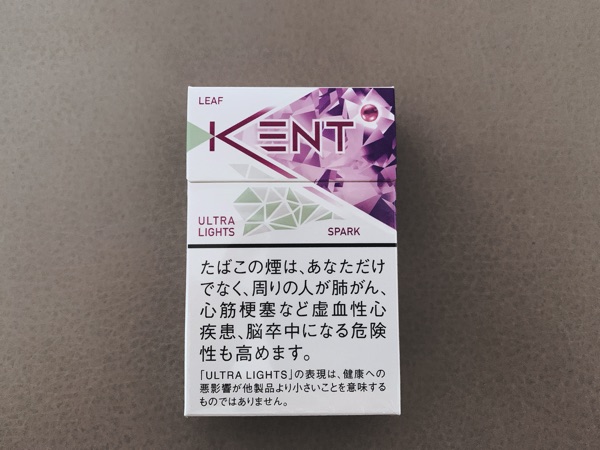 LEAF
KENT
ULTRA
LIGHTS
SPARK
たばこの煙は、あなただけ
でなく、周りの人が肺がん、
心筋梗塞など虚血性心
疾患、脳卒中になる危険
性も高めます。
「ULTRA LIGHTS」の表現は、健康への
悪影響が他製品より小さいことを意味する
ものではありません。